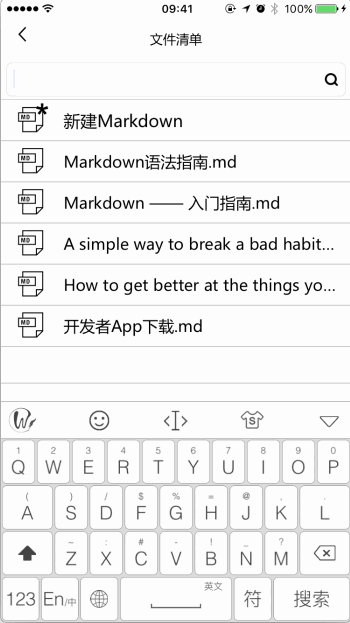 09:41
100%
文件清单
MD * 新建Markdown
MD Markdown语法指南.md
MD Markdown —— 入门指南.md
MD A simple way to break a bad habit...
MD How to get better at the things yo...
MD 开发者App下载.md
S
1 2 3 4 5 6 7 8 9 0
Q W E R T Y U I O P
( ) / $ % = @ , .
A S D F G H J K L
~ : # - ! _ ?
Z X C V B N M
123 En/中 英文 符 搜索